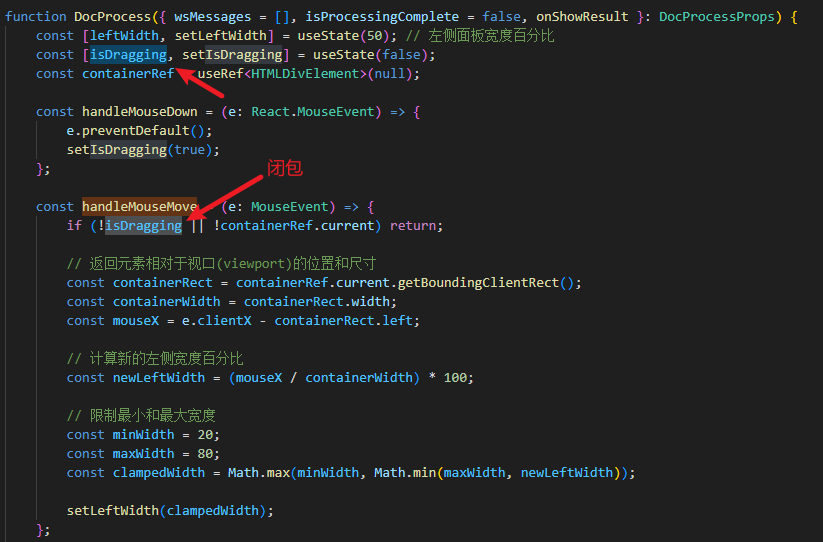 function DocProcess({ wsMessages = [], isProcessingComplete = false, onShowResult }: DocProcessProps) {
const [leftWidth, setLeftWidth] = useState(50); // 左侧面板宽度百分比
const [isDragging, setIsDragging] = useState(false);
const containerRef = useRef<HTMLDivElement>(null);
const handleMouseDown = (e: React.MouseEvent) => {
e.preventDefault();
setIsDragging(true);
};
闭包
const handleMouseMove = (e: MouseEvent) => {
if (!isDragging || !containerRef.current) return;
// 返回元素相对于视口(viewport)的位置和尺寸
const containerRect = containerRef.current.getBoundingClientRect();
const containerWidth = containerRect.width;
const mouseX = e.clientX - containerRect.left;
// 计算新的左侧宽度百分比
const newLeftWidth = (mouseX / containerWidth) * 100;
// 限制最小和最大宽度
const minWidth = 20;
const maxWidth = 80;
const clampedWidth = Math.max(minWidth, Math.min(maxWidth, newLeftWidth));
setLeftWidth(clampedWidth);
};